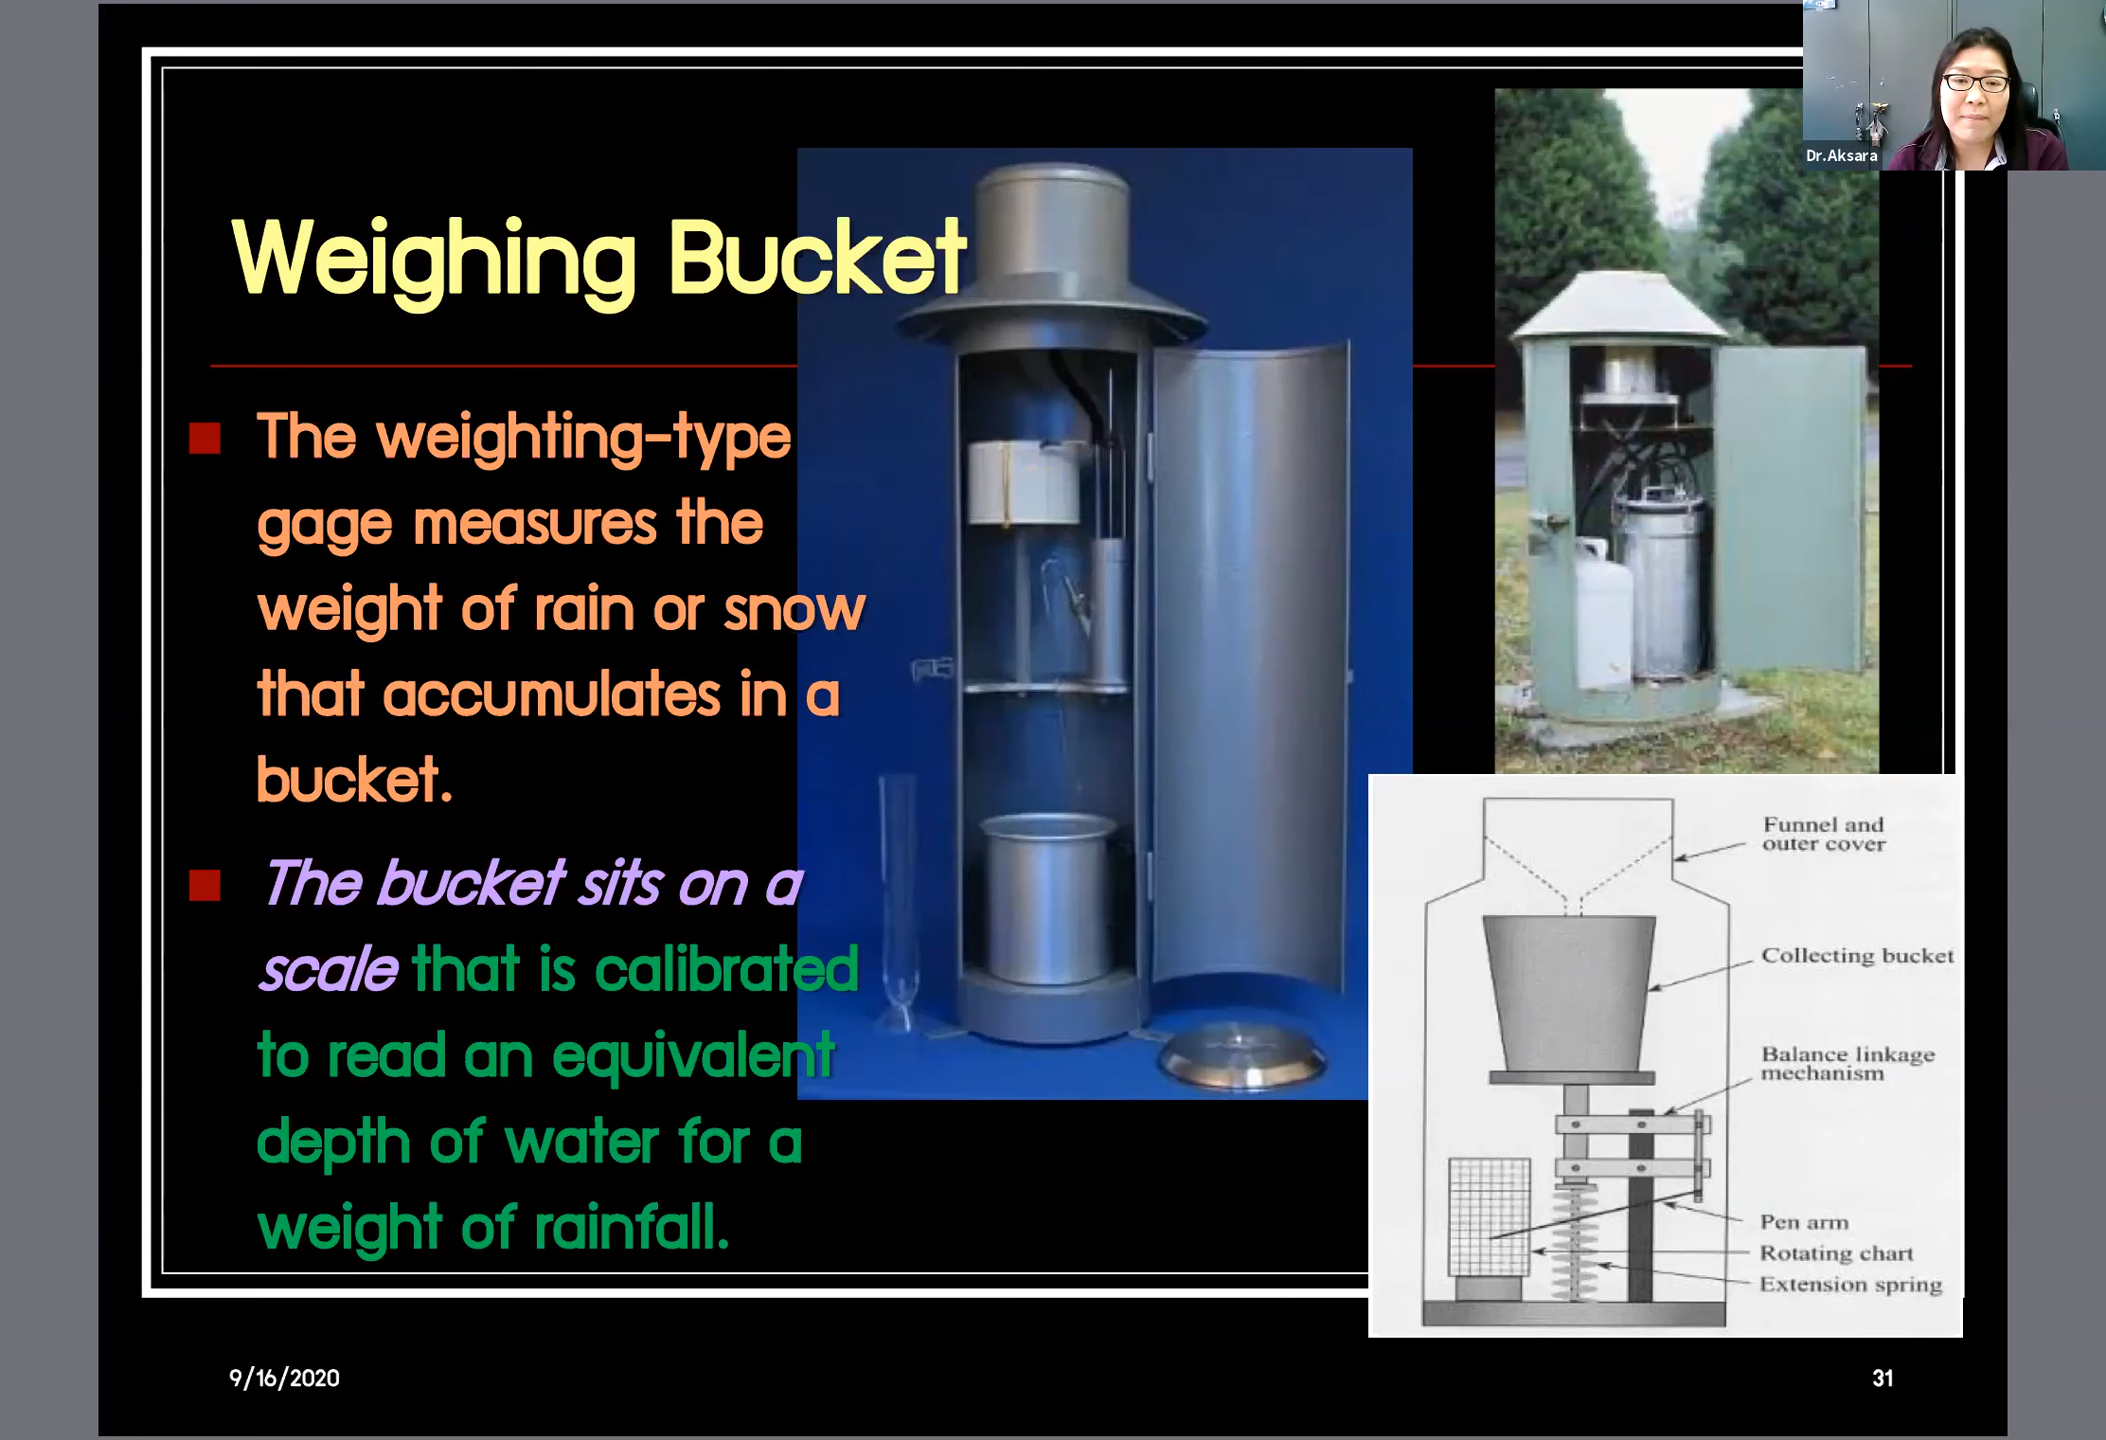 Dr.Aksara
Weighing Bucket
The weighting-type
gage measures the
weight of rain or snow
that accumulates in a
bucket.
The bucket sits on a
scale that is calibrated
to read an equivalent
depth of water for a
weight of rainfall.
Funnel and
outer cover
Collecting bucket
Balance linkage
mechanism
Pen arm
Rotating chart
Extension spring
9/16/2020
31